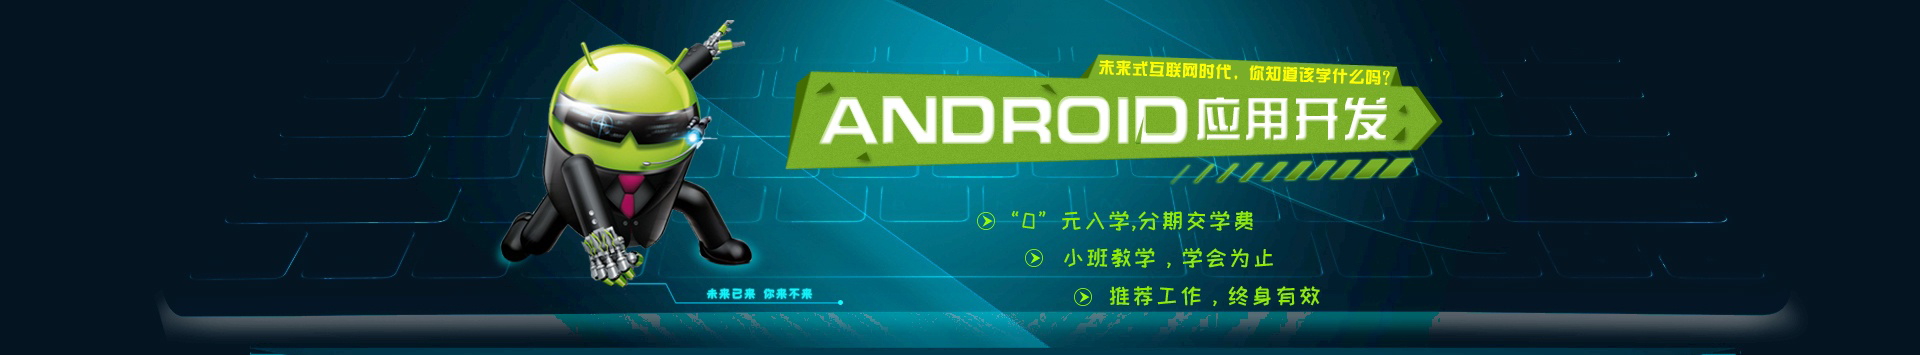 未来式互联网时代，你知道该学什么吗？
ANDROID应用开发
“0”元入学,分期交学费
小班教学，学会为止
推荐工作，终身有效
未来已来 你来不来